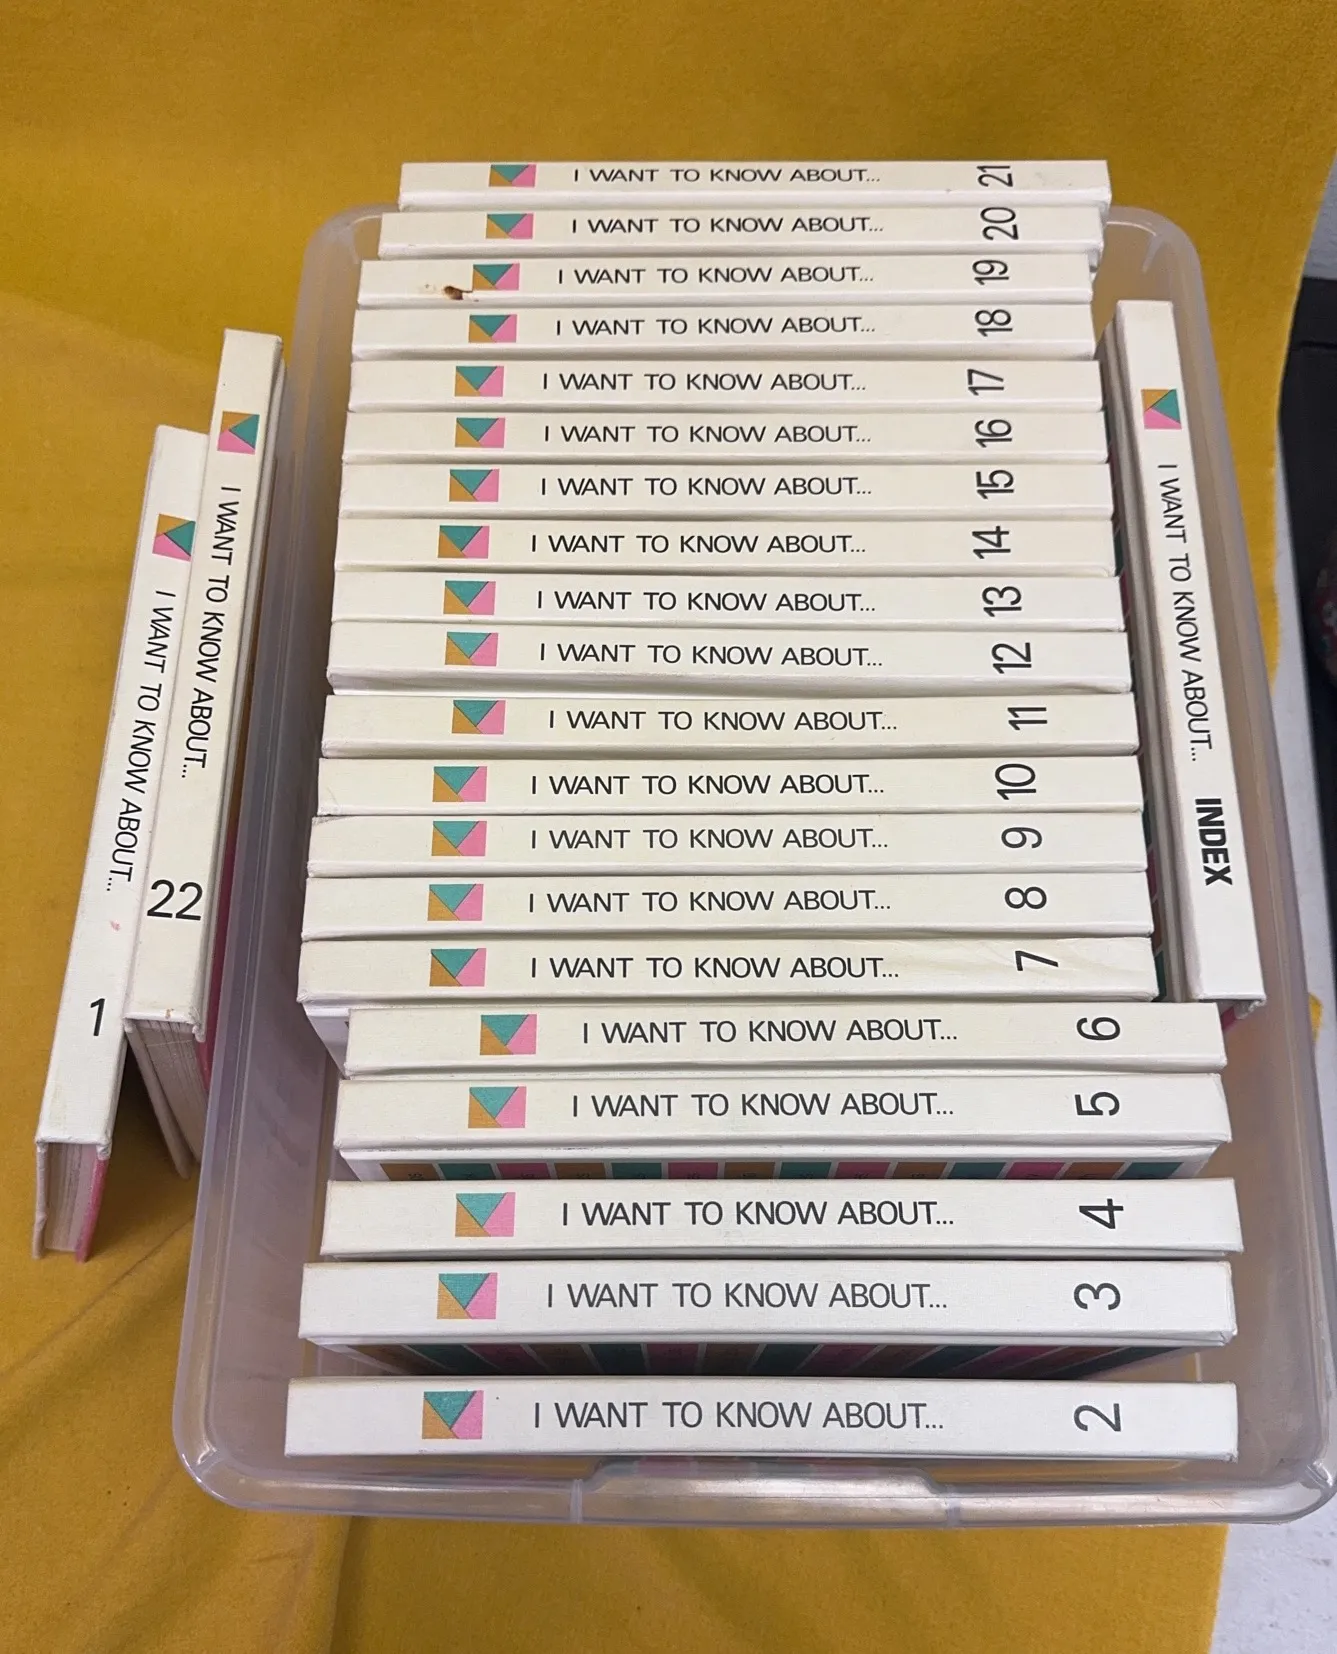 I WANT TO KNOW ABOUT... 21
I WANT TO KNOW ABOUT... 20
I WANT TO KNOW ABOUT... 19
I WANT TO KNOW ABOUT... 18
I WANT TO KNOW ABOUT... 17
I WANT TO KNOW ABOUT... 16
I WANT TO KNOW ABOUT... 15
I WANT TO KNOW ABOUT... 14
I WANT TO KNOW ABOUT... 13
I WANT TO KNOW ABOUT... 12
I WANT TO KNOW ABOUT... 11
I WANT TO KNOW ABOUT... 10
I WANT TO KNOW ABOUT... 9
I WANT TO KNOW ABOUT... 8
I WANT TO KNOW ABOUT... 7
I WANT TO KNOW ABOUT... 6
I WANT TO KNOW ABOUT... 5
I WANT TO KNOW ABOUT... 4
I WANT TO KNOW ABOUT... 3
I WANT TO KNOW ABOUT... 2
I WANT TO KNOW ABOUT... 1
I WANT TO KNOW ABOUT... 22
I WANT TO KNOW ABOUT... INDEX